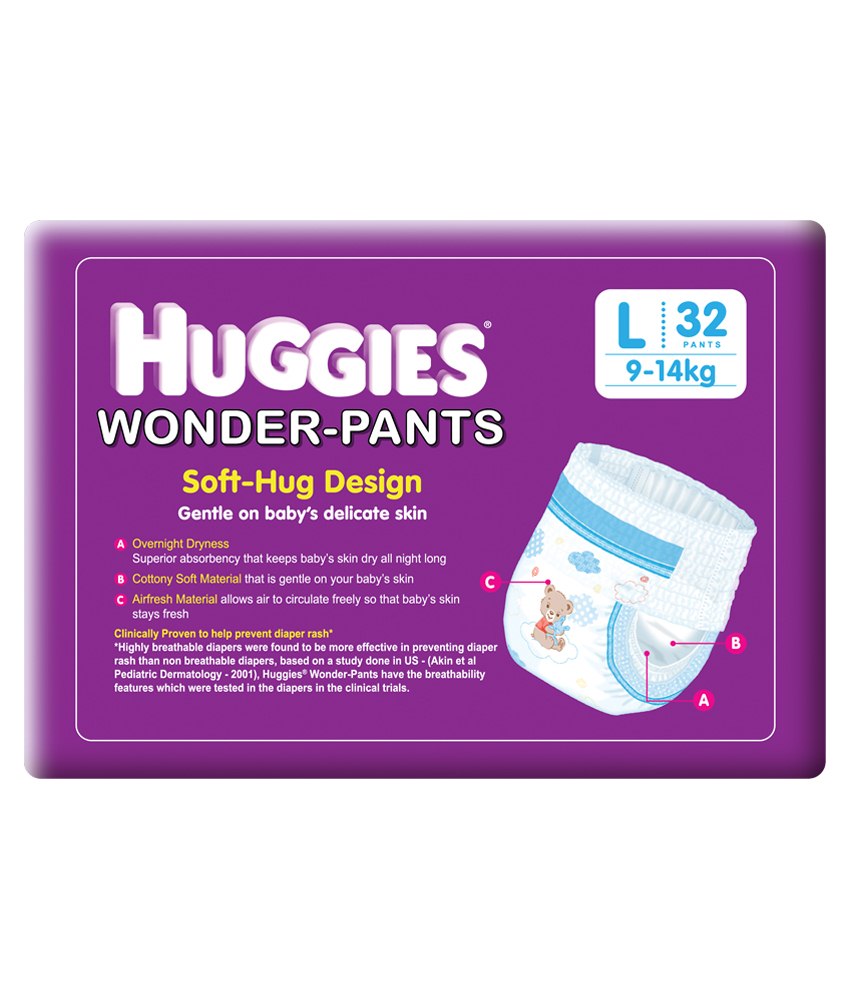 HUGGIES®
WONDER-PANTS
Soft-Hug Design
Gentle on baby's delicate skin
L 32
PANTS
9-14kg
A Overnight Dryness
Superior absorbency that keeps baby's skin dry all night long
B Cottony Soft Material that is gentle on your baby's skin
C Airfresh Material allows air to circulate freely so that baby's skin
stays fresh
Clinically Proven to help prevent diaper rash*
*Highly breathable diapers were found to be more effective in preventing diaper
rash than non breathable diapers, based on a study done in US - (Akin et al
Pediatric Dermatology - 2001), Huggies® Wonder-Pants have the breathability
features which were tested in the diapers in the clinical trials.
C
B
A